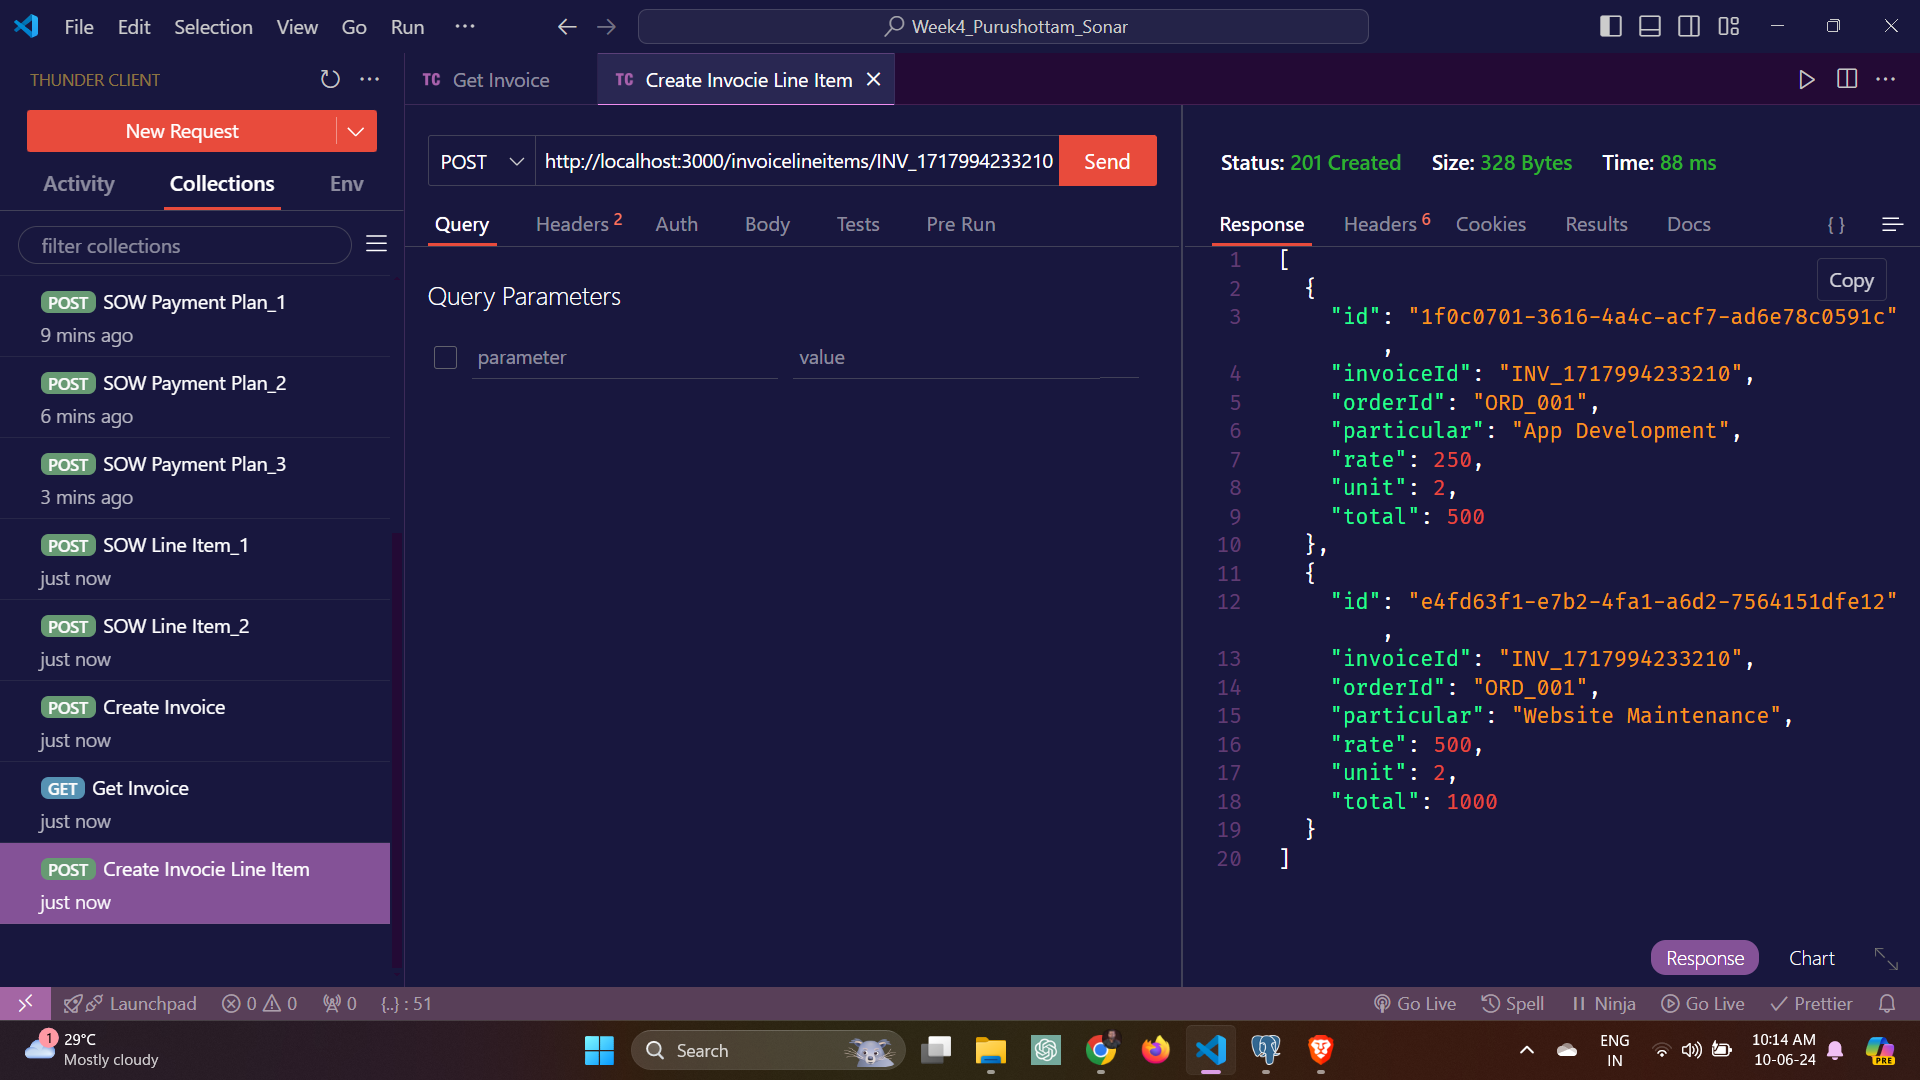 File Edit Selection View Go Run ···
Week4_Purushottam_Sonar
THUNDER CLIENT
New Request
Activity Collections Env
filter collections
POST SOW Payment Plan_1
9 mins ago
POST SOW Payment Plan_2
6 mins ago
POST SOW Payment Plan_3
3 mins ago
POST SOW Line Item_1
just now
POST SOW Line Item_2
just now
POST Create Invoice
just now
GET Get Invoice
just now
POST Create Invocie Line Item
just now
TC Get Invoice
TC Create Invocie Line Item
POST http://localhost:3000/invoicelineitems/INV_1717994233210 Send
Query Headers 2 Auth Body Tests Pre Run
Query Parameters
parameter value
Status: 201 Created Size: 328 Bytes Time: 88 ms
Response Headers 6 Cookies Results Docs { }
Copy
1 [
2 {
3 "id": "1f0c0701-3616-4a4c-acf7-ad6e78c0591c"
,
4 "invoiceId": "INV_1717994233210",
5 "orderId": "ORD_001",
6 "particular": "App Development",
7 "rate": 250,
8 "unit": 2,
9 "total": 500
10 },
11 {
12 "id": "e4fd63f1-e7b2-4fa1-a6d2-7564151dfe12"
,
13 "invoiceId": "INV_1717994233210",
14 "orderId": "ORD_001",
15 "particular": "Website Maintenance",
16 "rate": 500,
17 "unit": 2,
18 "total": 1000
19 }
20 ]
Response Chart
Launchpad 0 0 0 {..} : 51
Go Live Spell Ninja Go Live Prettier
1 29°C
Mostly cloudy
Search
ENG
IN
10:14 AM
10-06-24
PRE